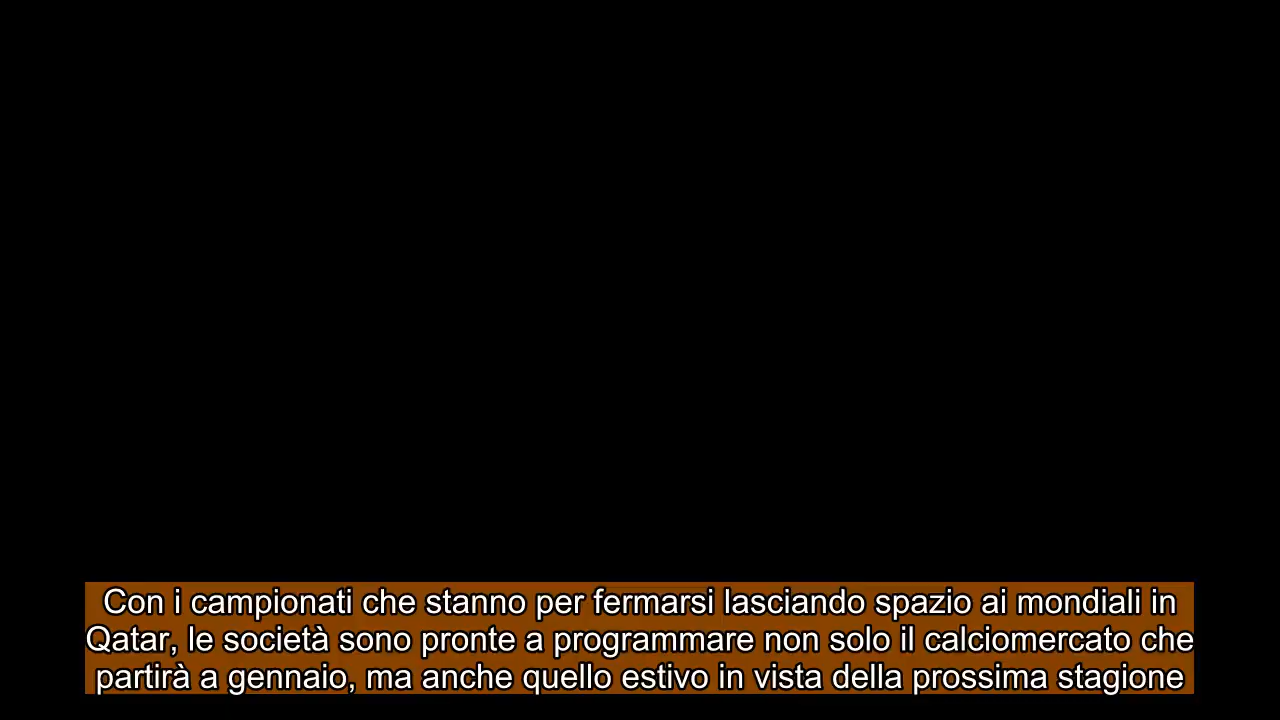 Con i campionati che stanno per fermarsi lasciando spazio ai mondiali in
Qatar, le società sono pronte a programmare non solo il calciomercato che
partirà a gennaio, ma anche quello estivo in vista della prossima stagione